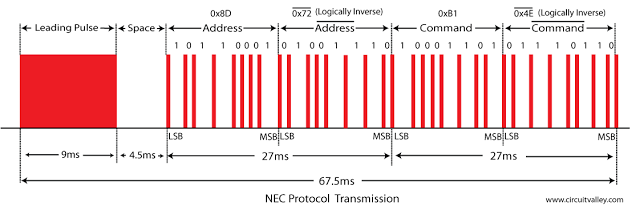 0x8D 0x72 (Logically Inverse) 0xB1 0x4E (Logically Inverse)
Leading Pulse Space Address Address Command Command
1 0 1 1 0 0 0 1 0 1 0 0 1 1 1 0 1 0 0 0 1 1 0 1 0 1 1 1 0 0 1 0
LSB MSB LSB MSB LSB MSB LSB MSB
9ms 4.5ms 27ms 27ms
67.5ms
NEC Protocol Transmission
www.circuitvalley.com